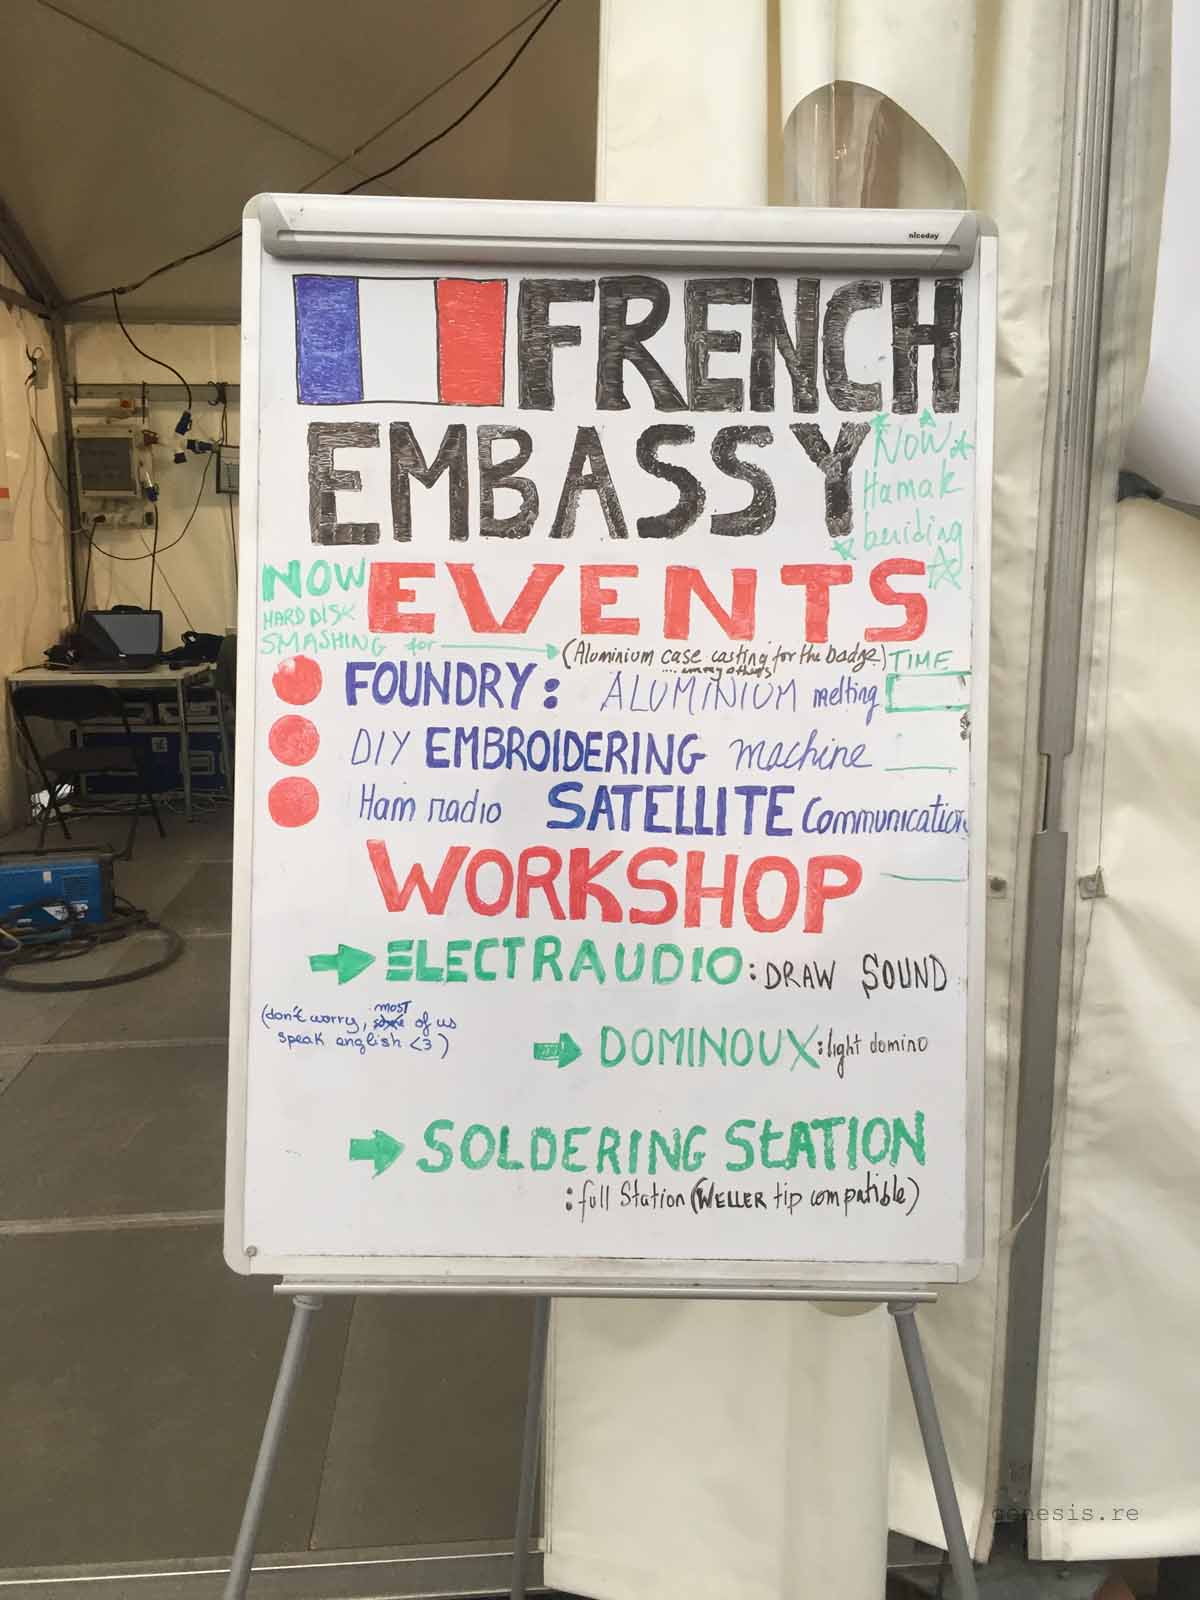 niceday
FRENCH
EMBASSY
NOW
Hamak
beriding
NOW
HARD DISK
SMASHING for
EVENTS
(Aluminium case casting for the badge)
... among others
TIME
FOUNDRY: ALUMINIUM melting
DIY EMBROIDERING machine
Ham radio SATELLITE Communication
WORKSHOP
ELECTRAUDIO: DRAW SOUND
(don't worry, most of us
speak english <3 )
DOMINOUX: light domino
SOLDERING STATION
: full Station (WELLER tip compatible)
genesis.re